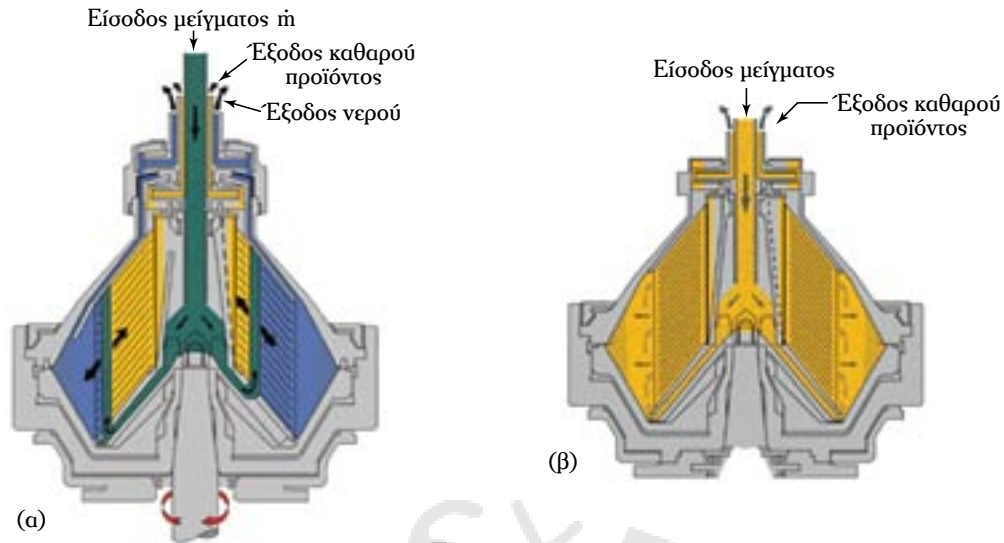 Είσοδος μείγματος ṁ
Έξοδος καθαρού
προϊόντος
Έξοδος νερού
(α)
Είσοδος μείγματος
Έξοδος καθαρού
προϊόντος
(β)